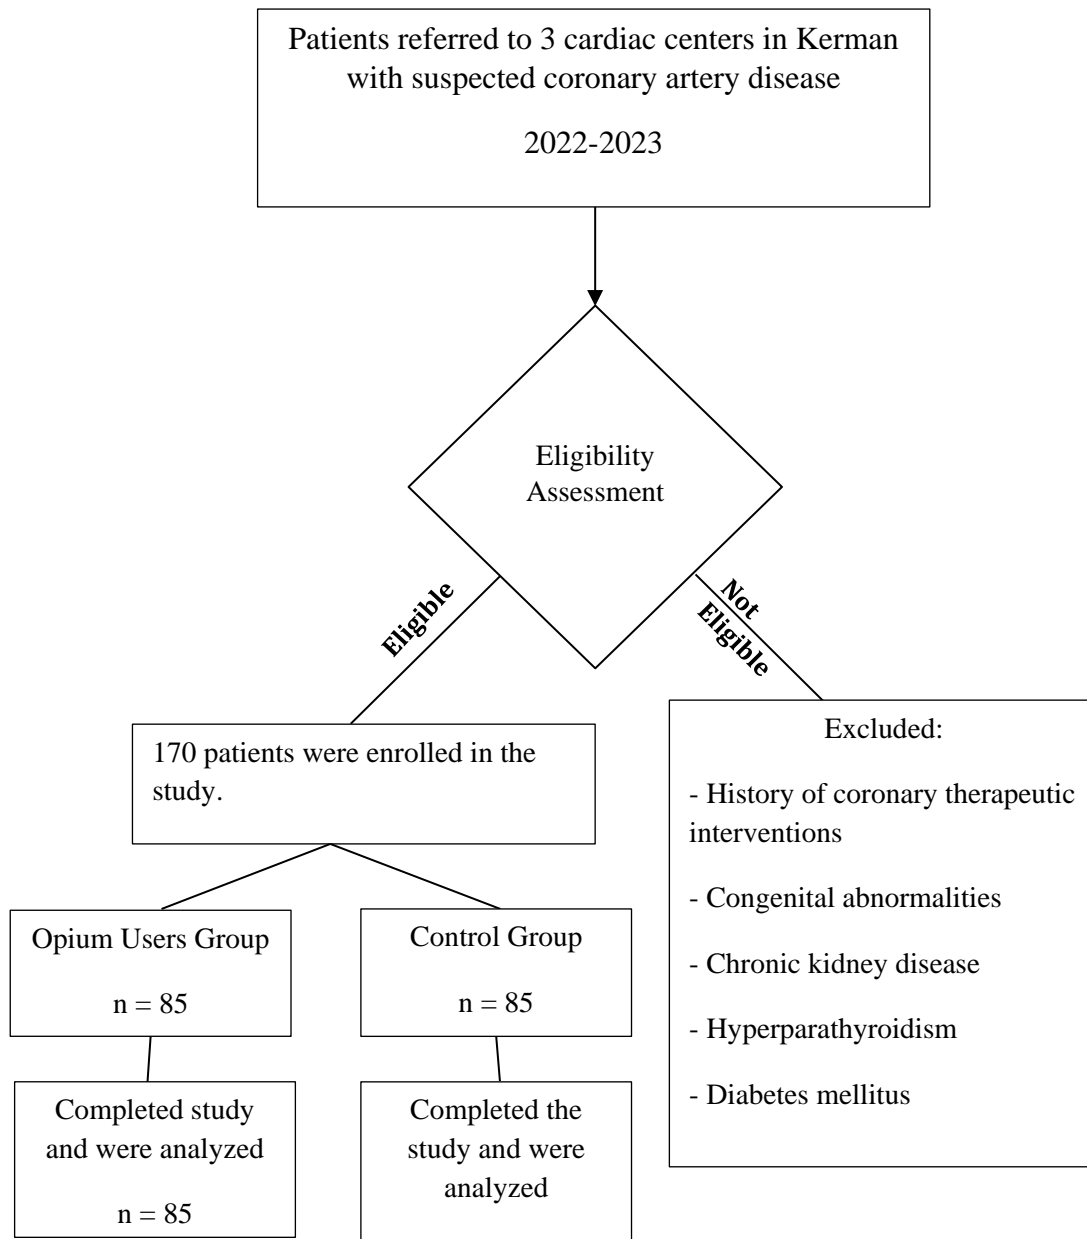 Patients referred to 3 cardiac centers in Kerman
with suspected coronary artery disease
2022-2023
Eligibility
Assessment
Eligible
Not
Eligible
170 patients were enrolled in the
study.
Excluded:
- History of coronary therapeutic
interventions
- Congenital abnormalities
- Chronic kidney disease
- Hyperparathyroidism
- Diabetes mellitus
Opium Users Group
n = 85
Control Group
n = 85
Completed study
and were analyzed
n = 85
Completed the
study and were
analyzed